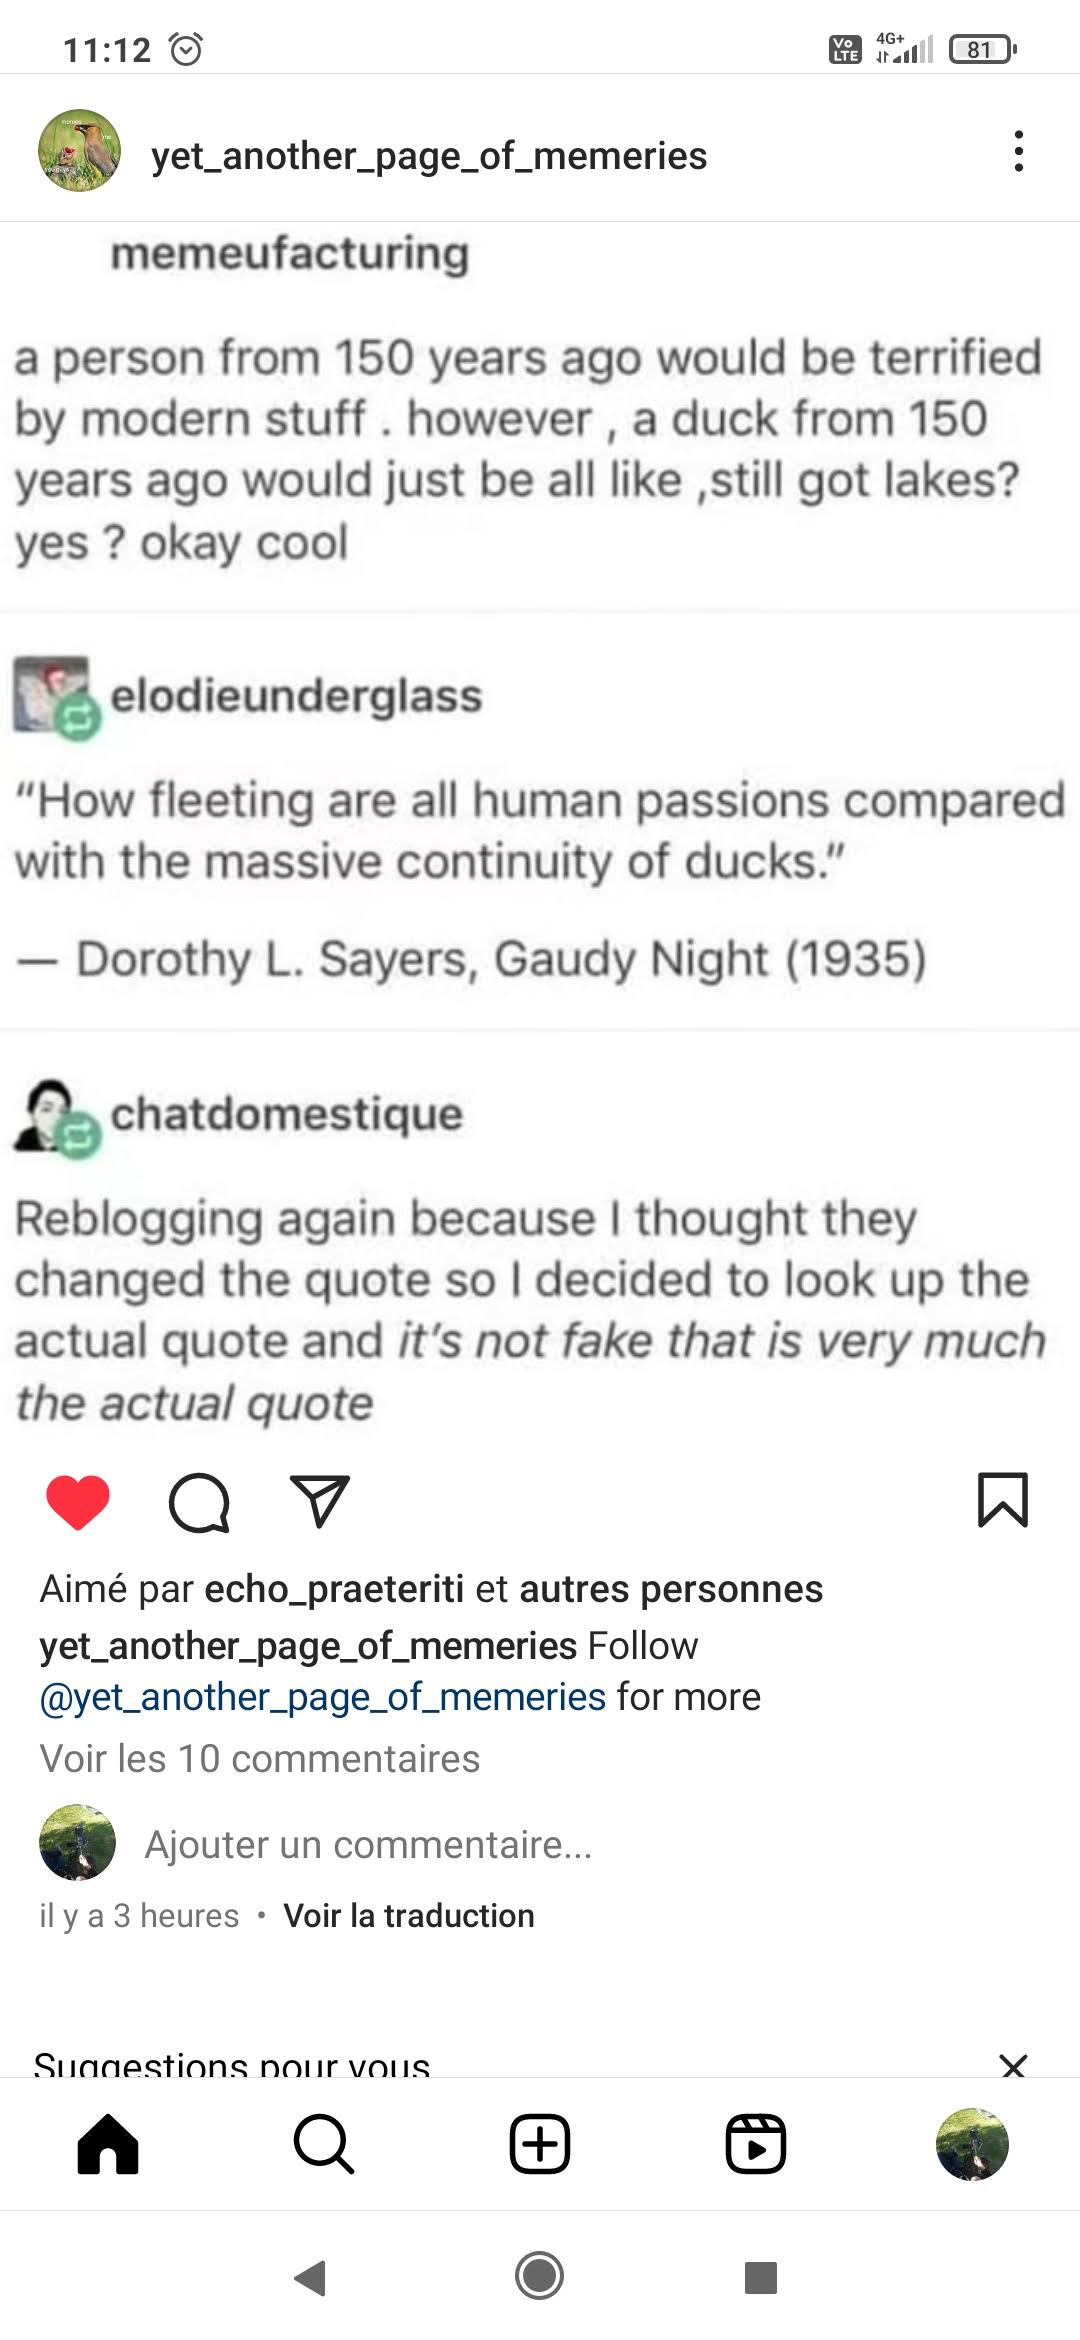 11:12
Vo LTE
4G+
81
yet_another_page_of_memeries
memeufacturing
a person from 150 years ago would be terrified
by modern stuff . however , a duck from 150
years ago would just be all like ,still got lakes?
yes ? okay cool
elodieunderglass
"How fleeting are all human passions compared
with the massive continuity of ducks."
— Dorothy L. Sayers, Gaudy Night (1935)
chatdomestique
Reblogging again because I thought they
changed the quote so I decided to look up the
actual quote and it's not fake that is very much
the actual quote
Aimé par echo_praeteriti et autres personnes
yet_another_page_of_memeries Follow
@yet_another_page_of_memeries for more
Voir les 10 commentaires
Ajouter un commentaire...
il y a 3 heures • Voir la traduction
Suggestions pour vous